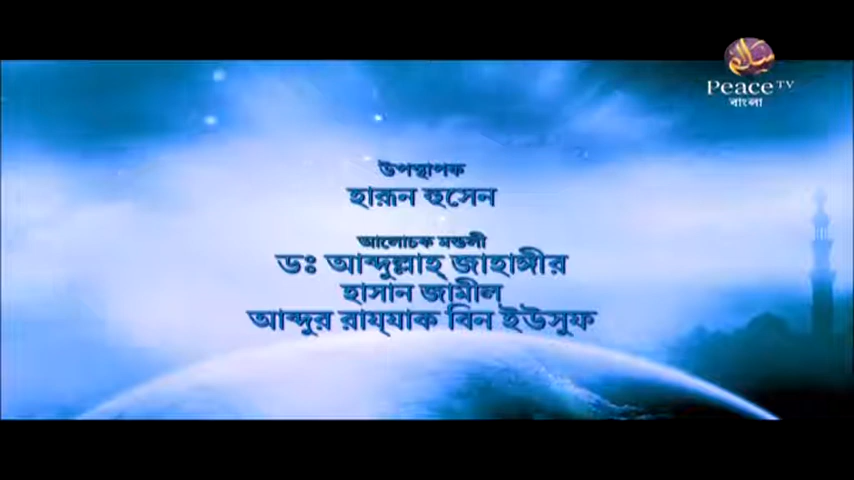 Peace TV
বাংলা
উপস্থাপক
হারূন হুসেন
আলোচক মন্ডলী
ডঃ আব্দুল্লাহ্ জাহাঙ্গীর
হাসান জামীল
আব্দুর রায্যাক বিন ইউসুফ